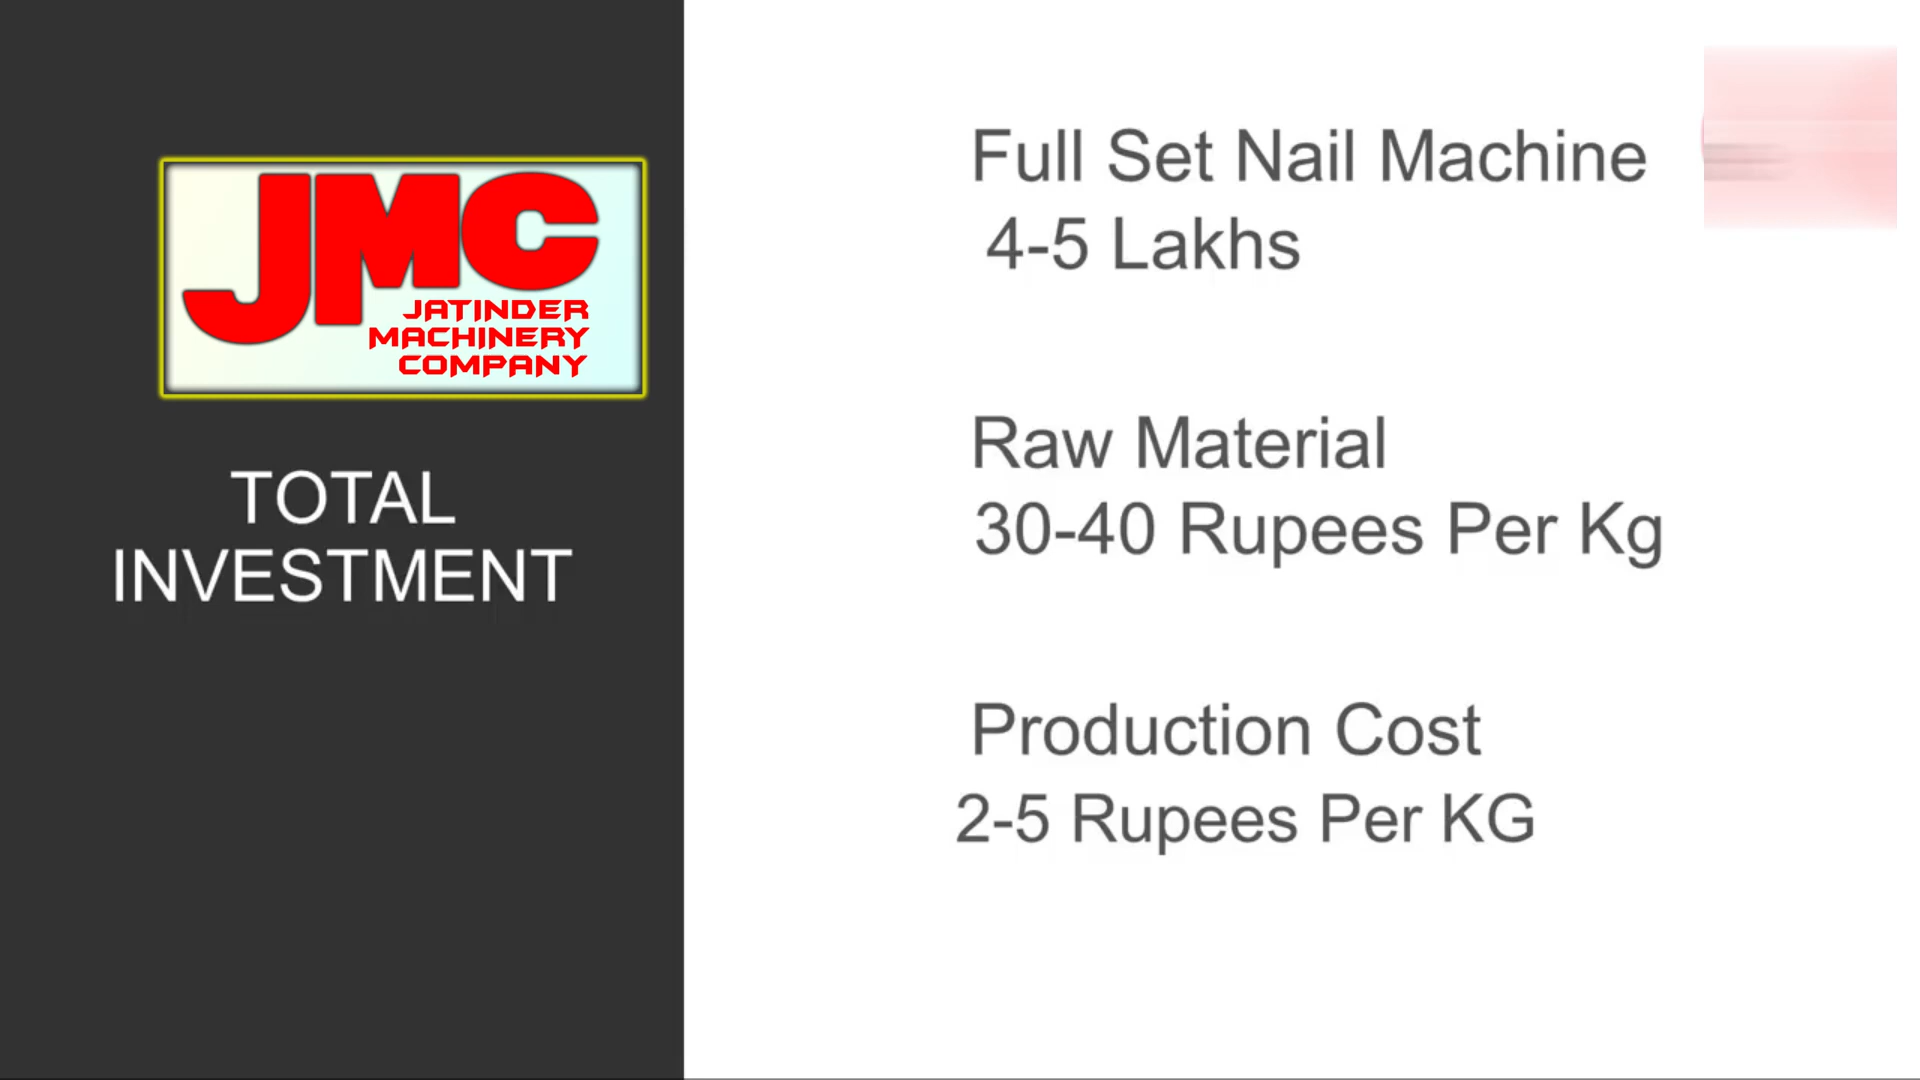 JMC
JATINDER
MACHINERY
COMPANY
TOTAL
INVESTMENT
Full Set Nail Machine
4-5 Lakhs
Raw Material
30-40 Rupees Per Kg
Production Cost
2-5 Rupees Per KG